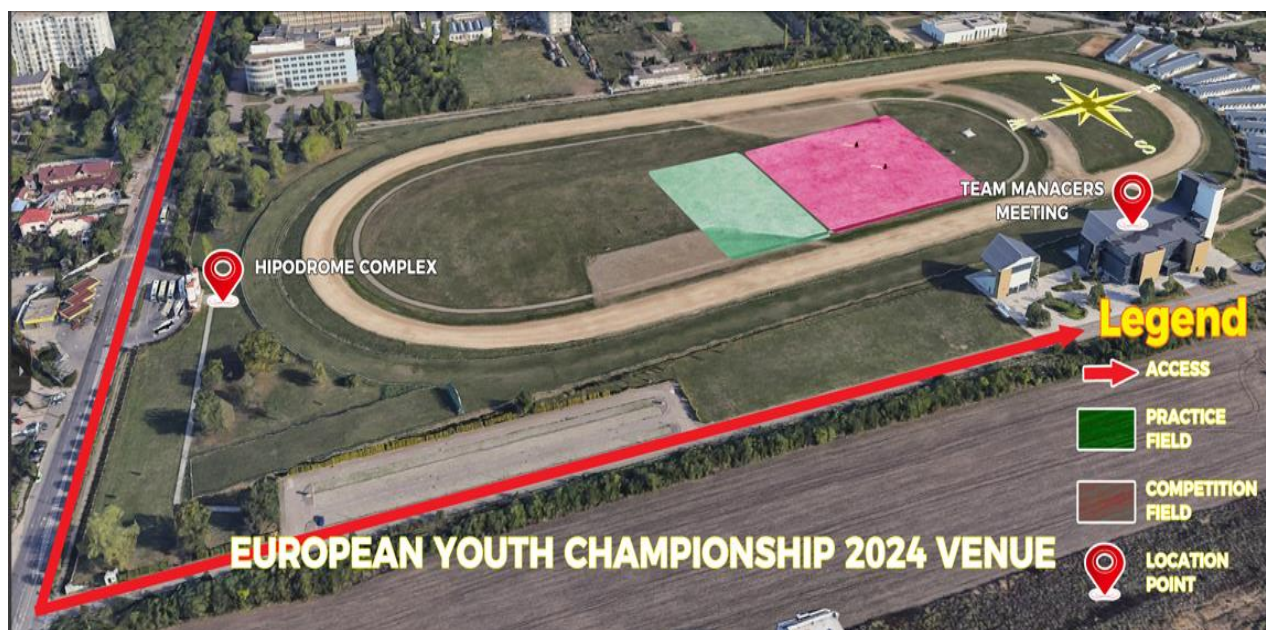 N
E
W
S
TEAM MANAGERS
MEETING
HIPODROME COMPLEX
Legend
ACCESS
PRACTICE
FIELD
COMPETITION
FIELD
LOCATION
POINT
EUROPEAN YOUTH CHAMPIONSHIP 2024 VENUE